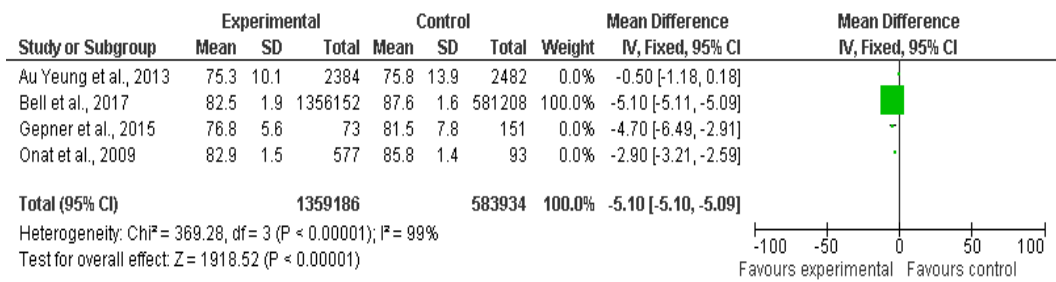 Experimental Control Mean Difference Mean Difference
Study or Subgroup Mean SD Total Mean SD Total Weight IV, Fixed, 95% CI IV, Fixed, 95% CI
Au Yeung et al., 2013 75.3 10.1 2384 75.8 13.9 2482 0.0% -0.50 [-1.18, 0.18]
Bell et al., 2017 82.5 1.9 1356152 87.6 1.6 581208 100.0% -5.10 [-5.11, -5.09]
Gepner et al., 2015 76.8 5.6 73 81.5 7.8 151 0.0% -4.70 [-6.49, -2.91]
Onat et al., 2009 82.9 1.5 577 85.8 1.4 93 0.0% -2.90 [-3.21, -2.59]
Total (95% CI) 1359186 583934 100.0% -5.10 [-5.10, -5.09]
Heterogeneity: Chi² = 369.28, df = 3 (P < 0.00001); I² = 99%
Test for overall effect: Z = 1918.52 (P < 0.00001)
-100 -50 0 50 100
Favours experimental Favours control